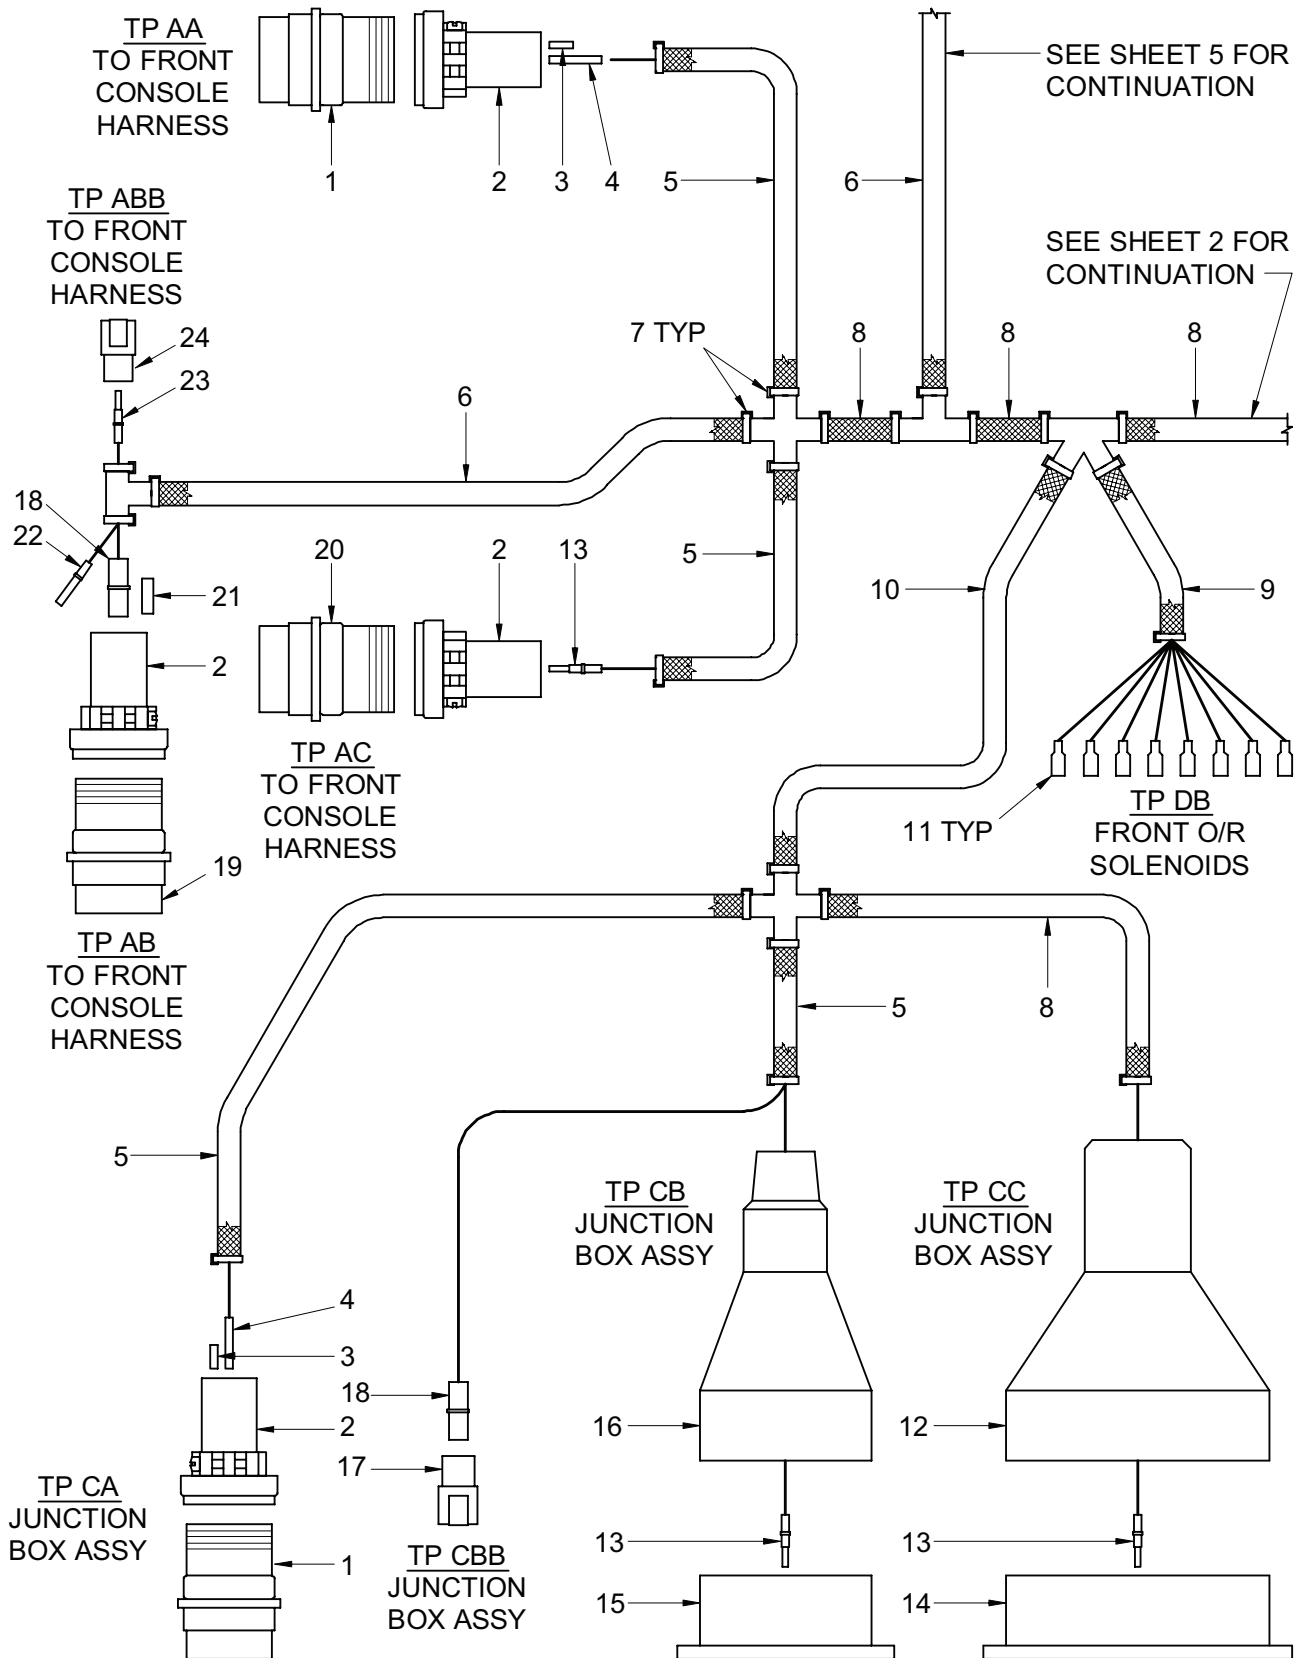 TP AA
TO FRONT
CONSOLE
HARNESS
1
2
3
4
5
6
SEE SHEET 5 FOR
CONTINUATION
TP ABB
TO FRONT
CONSOLE
HARNESS
SEE SHEET 2 FOR
CONTINUATION
24
23
6
7 TYP
8
8
8
18
22
21
2
20
2
13
5
10
9
TP AC
TO FRONT
CONSOLE
HARNESS
11 TYP
TP DB
FRONT O/R
SOLENOIDS
19
TP AB
TO FRONT
CONSOLE
HARNESS
5
8
5
TP CB
JUNCTION
BOX ASSY
TP CC
JUNCTION
BOX ASSY
4
3
2
18
16
12
17
TP CA
JUNCTION
BOX ASSY
1
TP CBB
JUNCTION
BOX ASSY
13
13
15
14